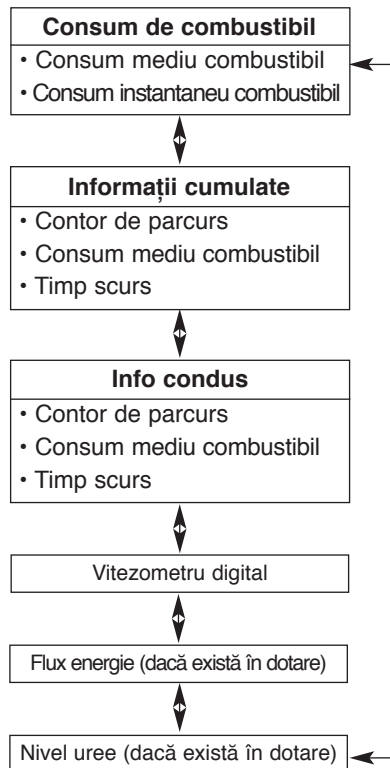 Consum de combustibil
• Consum mediu combustibil
• Consum instantaneu combustibil
Informații cumulate
• Contor de parcurs
• Consum mediu combustibil
• Timp scurs
Info condus
• Contor de parcurs
• Consum mediu combustibil
• Timp scurs
Vitezometru digital
Flux energie (dacă există în dotare)
Nivel uree (dacă există în dotare)